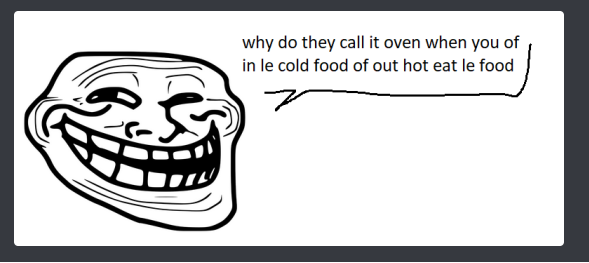 why do they call it oven when you of
in le cold food of out hot eat le food